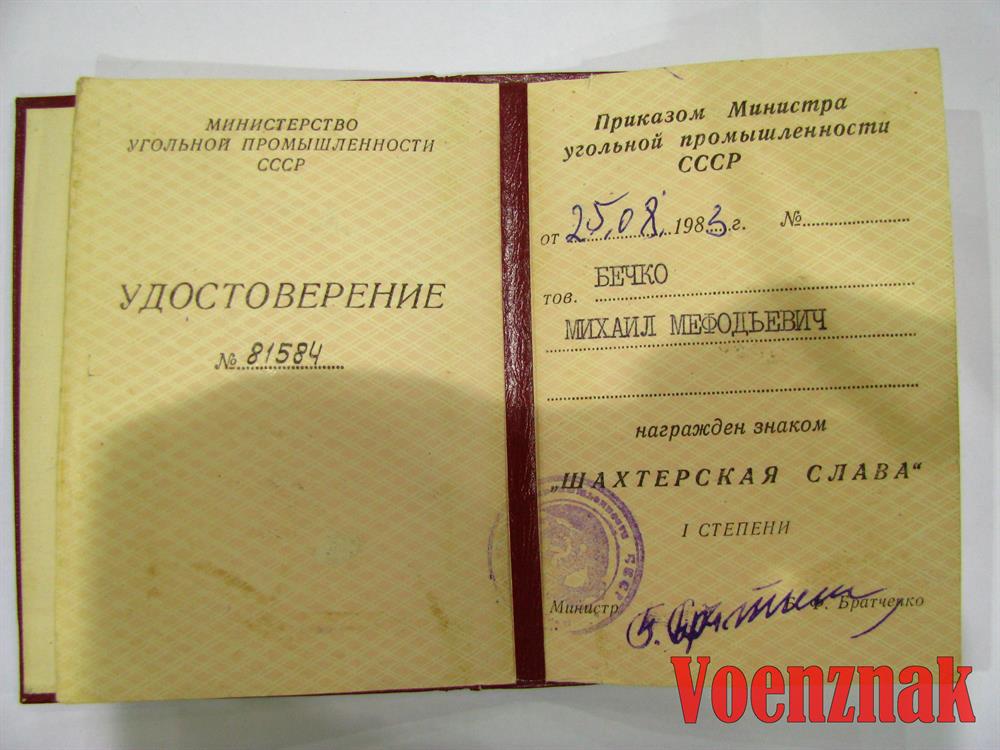 МИНИСТЕРСТВО
УГОЛЬНОЙ ПРОМЫШЛЕННОСТИ
СССР
УДОСТОВЕРЕНИЕ
№ 81584
Приказом Министра
угольной промышленности
СССР
от 25.08.1983г. №
тов. БЕЧКО
МИХАИЛ МЕФОДЬЕВИЧ
награжден знаком
„ШАХТЕРСКАЯ СЛАВА“
I СТЕПЕНИ
Министр Б. Ф. Братченко
Voenznak